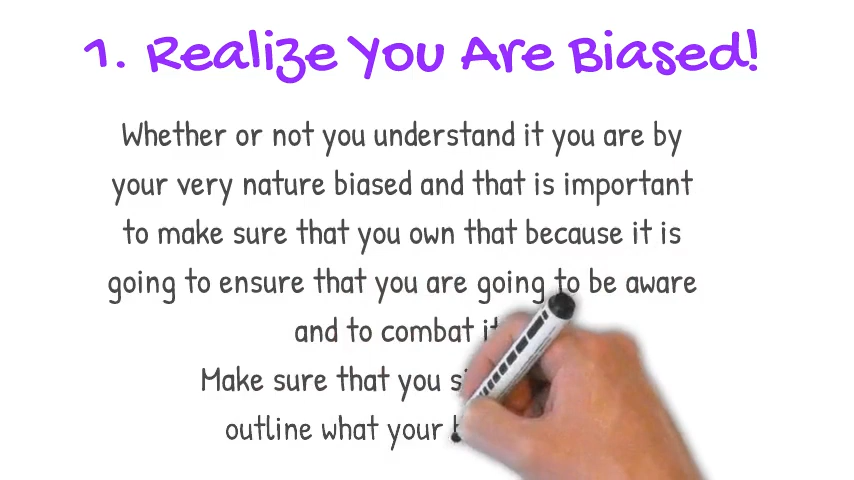 1. Realize You Are Biased!
Whether or not you understand it you are by
your very nature biased and that is important
to make sure that you own that because it is
going to ensure that you are going to be aware
and to combat it
Make sure that you
outline what your